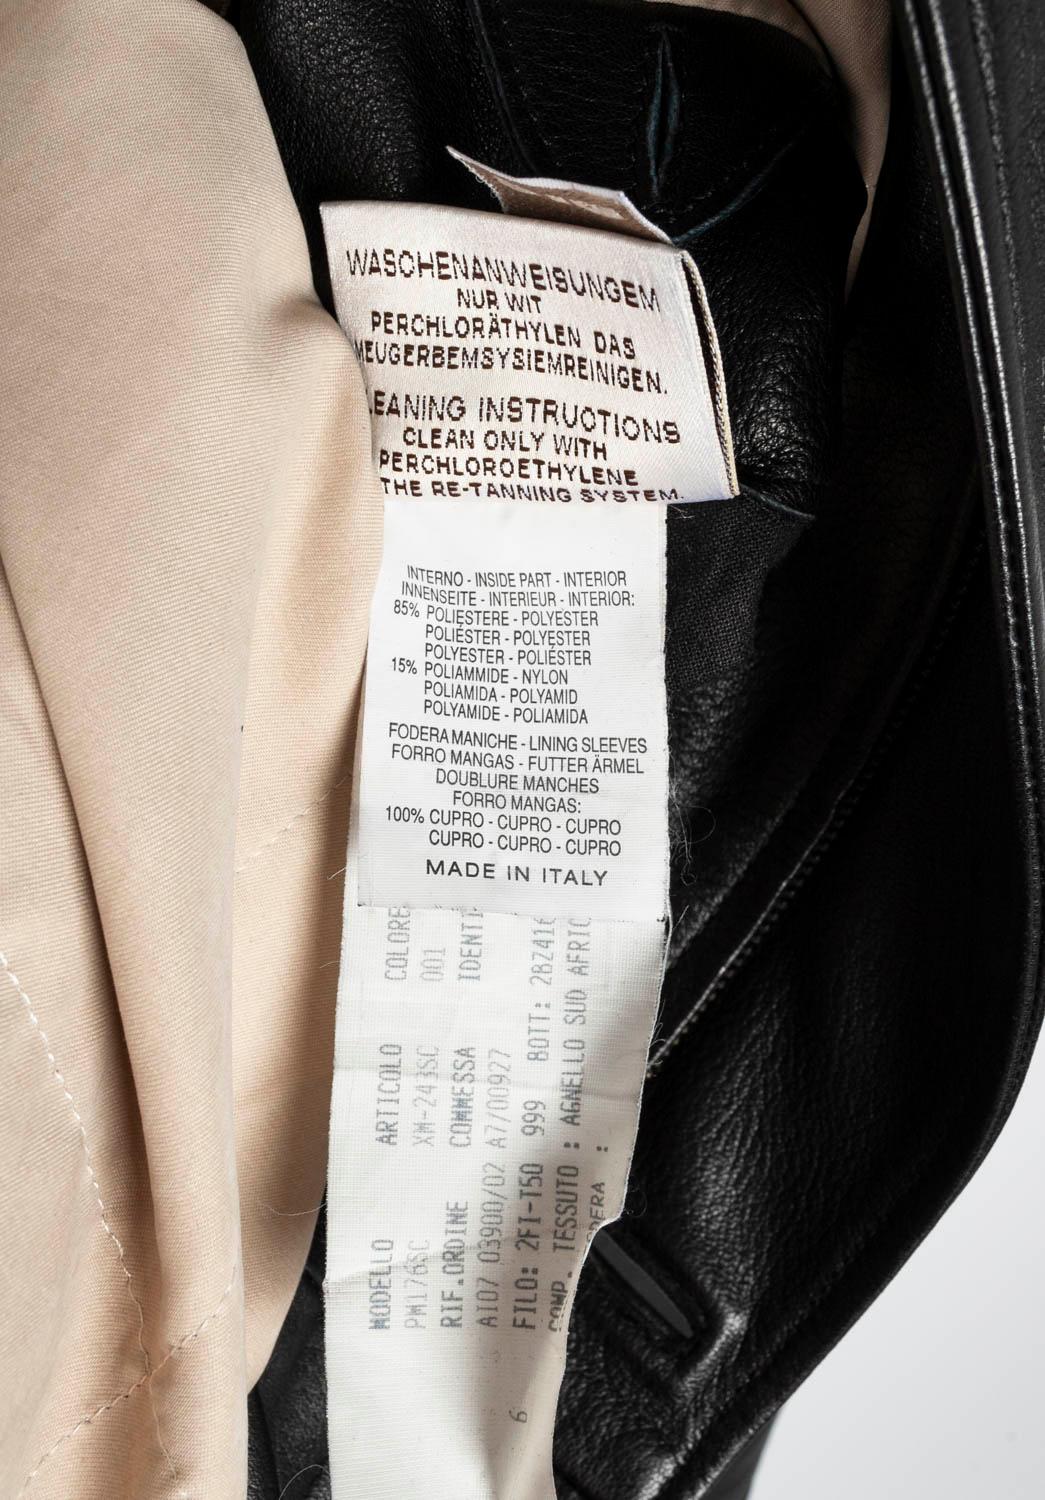 WASCHENANWEISUNGEM
NUR WIT
PERCHLORÄTHYLEN DAS
MEUGERBEMSYSIEMREINIGEN.
LEANING INSTRUCTIONS
CLEAN ONLY WITH
PERCHLOROETHYLENE
THE RE-TANNING SYSTEM.
INTERNO - INSIDE PART - INTERIOR
INNENSEITE - INTERIEUR - INTERIOR:
85% POLIESTERE - POLYESTER
POLIÉSTER - POLYESTER
POLYESTER - POLIÉSTER
15% POLIAMMIDE - NYLON
POLIAMIDA - POLYAMID
POLYAMIDE - POLIAMIDA
FODERA MANICHE - LINING SLEEVES
FORRO MANGAS - FUTTER ÄRMEL
DOUBLURE MANCHES
FORRO MANGAS:
100% CUPRO - CUPRO - CUPRO
CUPRO - CUPRO - CUPRO
MADE IN ITALY
MODELLO ARTICOLO COLORE
PM176SC XM-243SC 001
RIF.ORDINE COMMESSA IDENTI
AI07 03900/02 A7/00927
FILO: 2FI-T50 999 BOTT: 2BZ416
COMP. TESSUTO : AGNELLO SUD AFRIC
DERA :
6